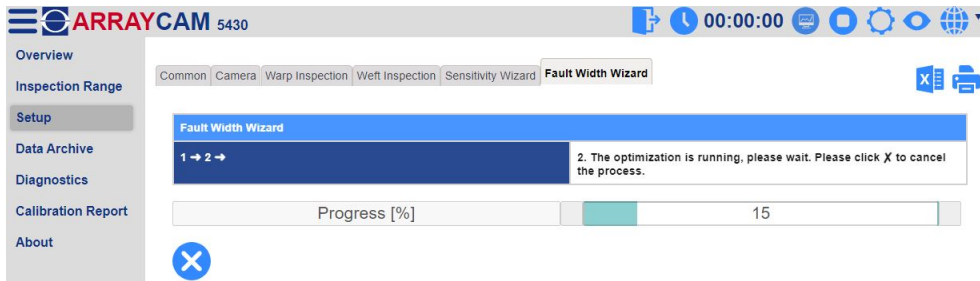 ARRAYCAM 5430
00:00:00
Overview
Inspection Range
Setup
Data Archive
Diagnostics
Calibration Report
About
Common
Camera
Warp Inspection
Weft Inspection
Sensitivity Wizard
Fault Width Wizard
Fault Width Wizard
1 ➔ 2 ➔
2. The optimization is running, please wait. Please click ✗ to cancel
the process.
Progress [%]
15